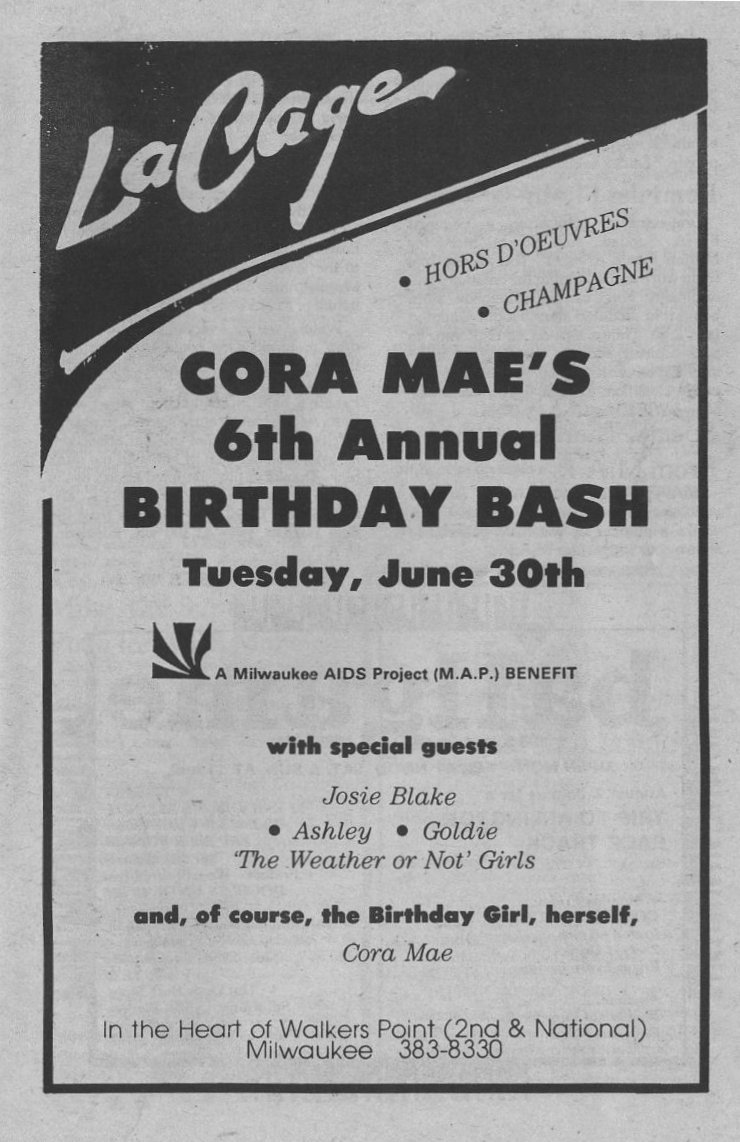 LaCage
• HORS D'OEUVRES
• CHAMPAGNE
CORA MAE'S
6th Annual
BIRTHDAY BASH
Tuesday, June 30th
A Milwaukee AIDS Project (M.A.P.) BENEFIT
with special guests
Josie Blake
• Ashley • Goldie
'The Weather or Not' Girls
and, of course, the Birthday Girl, herself,
Cora Mae
In the Heart of Walkers Point (2nd & National)
Milwaukee 383-8330